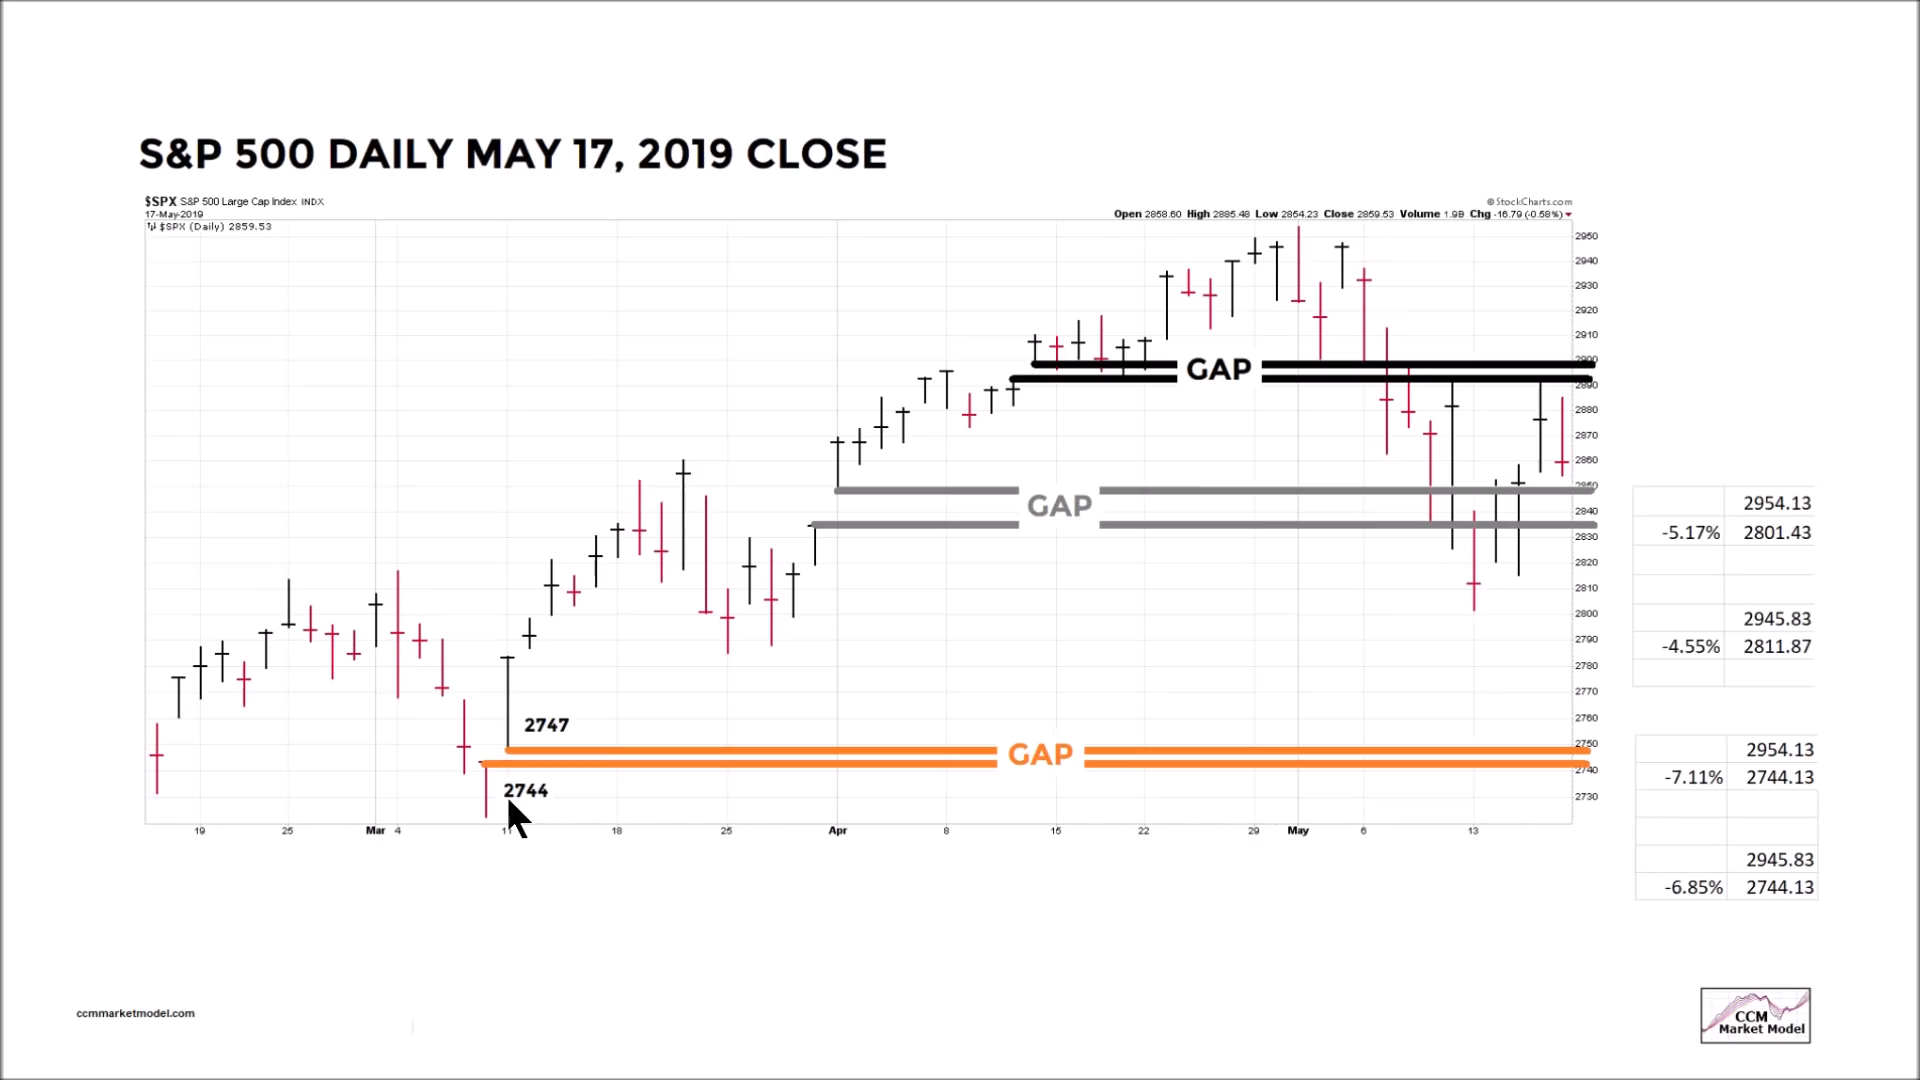 S&P 500 DAILY MAY 17, 2019 CLOSE
$SPX S&P 500 Large Cap Index INDX
© StockCharts.com
17-May-2019
Open 2858.60 High 2885.48 Low 2854.23 Close 2859.53 Volume 1.9B Chg -16.79 (-0.58%)
$SPX (Daily) 2859.53
2950
2940
2930
2920
2910
2900
2890
2880
2870
2860
2850
2840
2830
2820
2810
2800
2790
2780
2770
2760
2750
2740
2730
GAP
GAP
2747
GAP
2744
19 25 Mar 4 11 18 25 Apr 8 15 22 29 May 6 13
2954.13
-5.17% 2801.43
2945.83
-4.55% 2811.87
2954.13
-7.11% 2744.13
2945.83
-6.85% 2744.13
ccmmarketmodel.com
CCM
Market Model